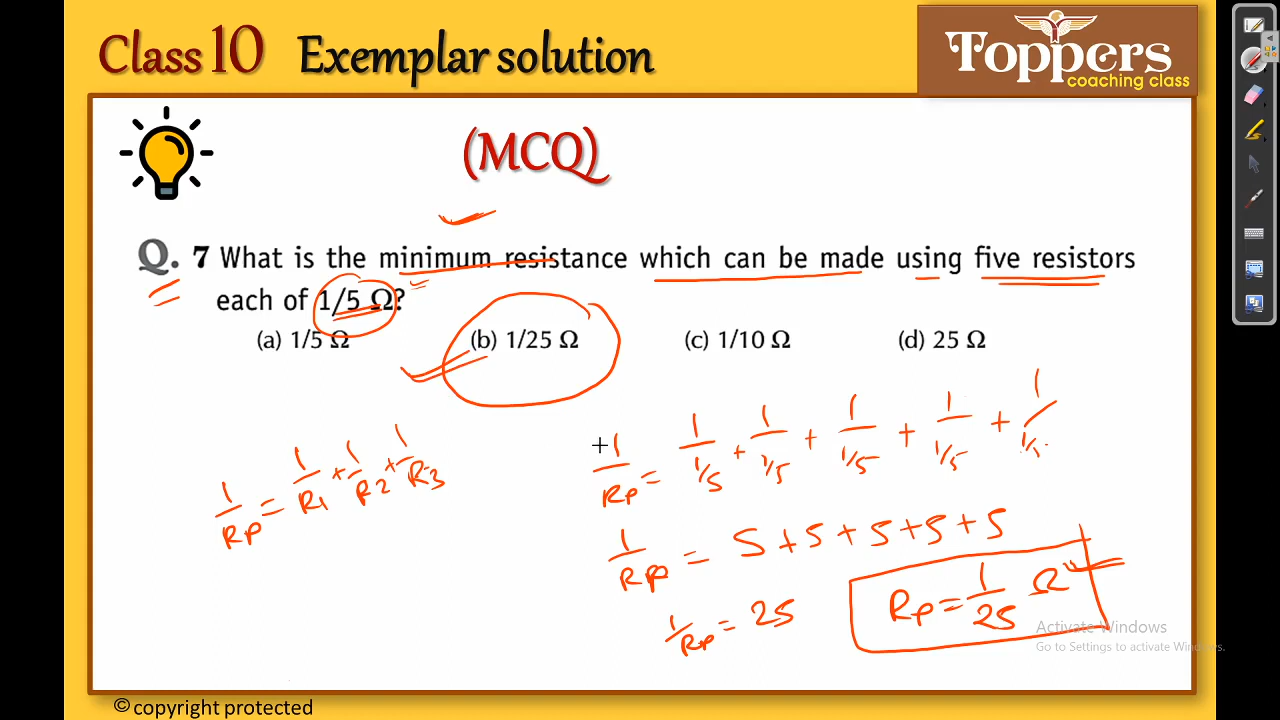 Class 10 Exemplar solution
TOPPERS
coaching class
(MCQ)
Q. 7 What is the minimum resistance which can be made using five resistors
each of 1/5 Ω?
(a) 1/5 Ω (b) 1/25 Ω (c) 1/10 Ω (d) 25 Ω
1/RP = 1/R1 + 1/R2 + 1/R3
1/RP = 1/1/5 + 1/1/5 + 1/1/5 + 1/1/5 + 1/1/5
1/RP = 5 + 5 + 5 + 5 + 5
1/RP = 25
RP = 1/25 Ω
Activate Windows
Go to Settings to activate Windows.
© copyright protected